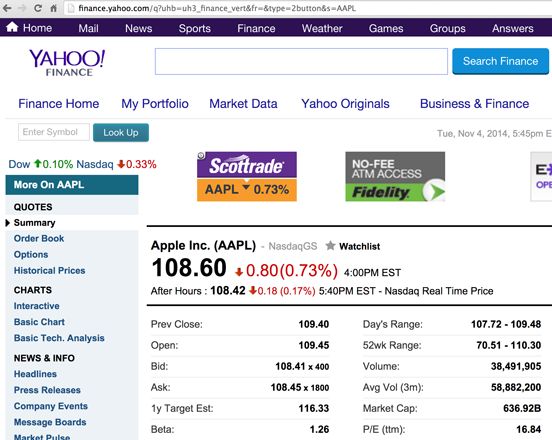 finance.yahoo.com/q?uhb=uh3_finance_vert&fr=&type=2button&s=AAPL
Home Mail News Sports Finance Weather Games Groups Answers
YAHOO!
FINANCE
Search Finance
Finance Home My Portfolio Market Data Yahoo Originals Business & Finance
Enter Symbol Look Up Tue, Nov 4, 2014, 5:45pm E
Dow 0.10% Nasdaq 0.33%
Scottrade
AAPL 0.73%
NO-FEE
ATM ACCESS
Fidelity
E
OPE
More On AAPL
QUOTES
Summary
Order Book
Options
Historical Prices
CHARTS
Interactive
Basic Chart
Basic Tech. Analysis
NEWS & INFO
Headlines
Press Releases
Company Events
Message Boards
Market Pulse
Apple Inc. (AAPL) - NasdaqGS Watchlist
108.60 0.80(0.73%) 4:00PM EST
After Hours : 108.42 0.18 (0.17%) 5:40PM EST - Nasdaq Real Time Price
Prev Close: 109.40 Day's Range: 107.72 - 109.48
Open: 109.45 52wk Range: 70.51 - 110.30
Bid: 108.41 x 400 Volume: 38,491,905
Ask: 108.45 x 1800 Avg Vol (3m): 58,882,200
1y Target Est: 116.33 Market Cap: 636.92B
Beta: 1.26 P/E (ttm): 16.84